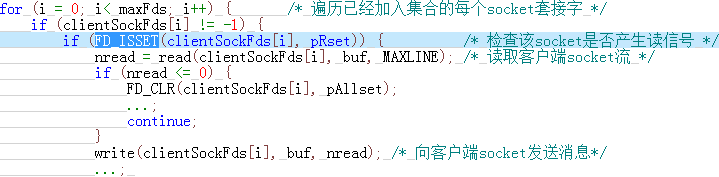 for (i = 0; i< maxFds; i++) {      /* 遍历已经加入集合的每个socket套接字 */
    if (clientSockFds[i] != -1) {
        if (FD_ISSET(clientSockFds[i], pRset)) {      /* 检查该socket是否产生读信号 */
            nread = read(clientSockFds[i], buf, MAXLINE); /* 读取客户端socket流 */
            if (nread <= 0) {
                FD_CLR(clientSockFds[i], pAllset);
                ...;
                continue;
            }
            write(clientSockFds[i], buf, nread); /* 向客户端socket发送消息*/
            ...;